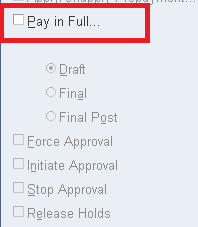 Pay in Full...
Draft
Final
Final Post
Force Approval
Initiate Approval
Stop Approval
Release Holds